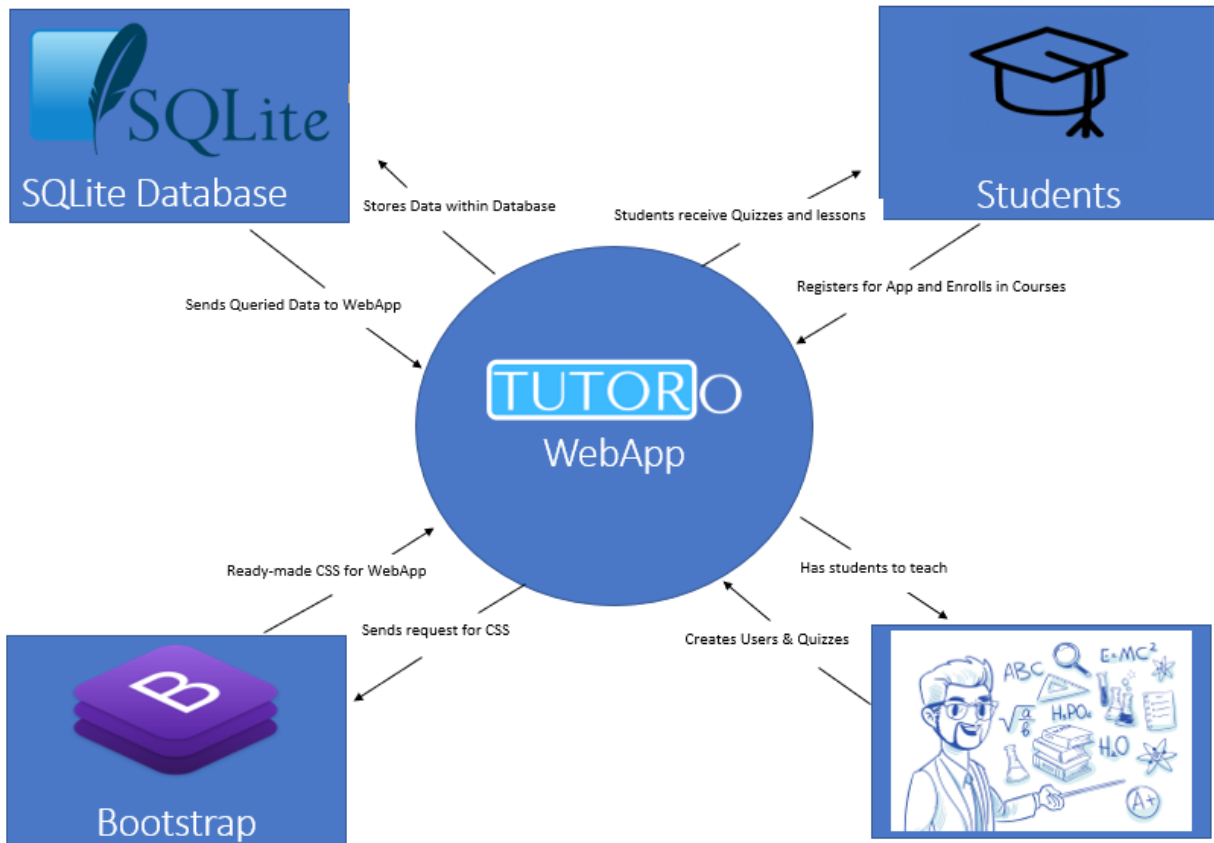 SQLite
SQLite Database
Students
Stores Data within Database
Students receive Quizzes and lessons
Sends Queried Data to WebApp
Registers for App and Enrolls in Courses
TUTORO
WebApp
Ready-made CSS for WebApp
Has students to teach
Sends request for CSS
Creates Users & Quizzes
B
Bootstrap
ABC
E=MC²
√a/b
H₂O
A+